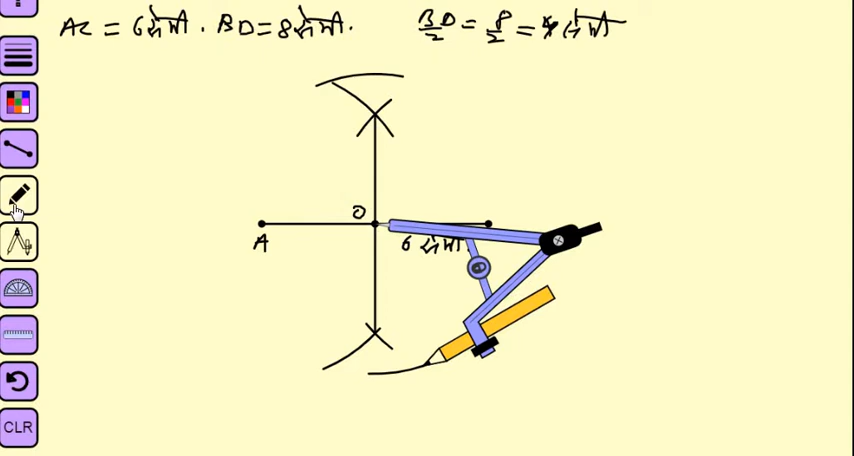 AC = 6 सेमी. BD = 8 सेमी. BD/2 = 8/2 = 4 सेमी
O
A 6 सेमी.
CLR